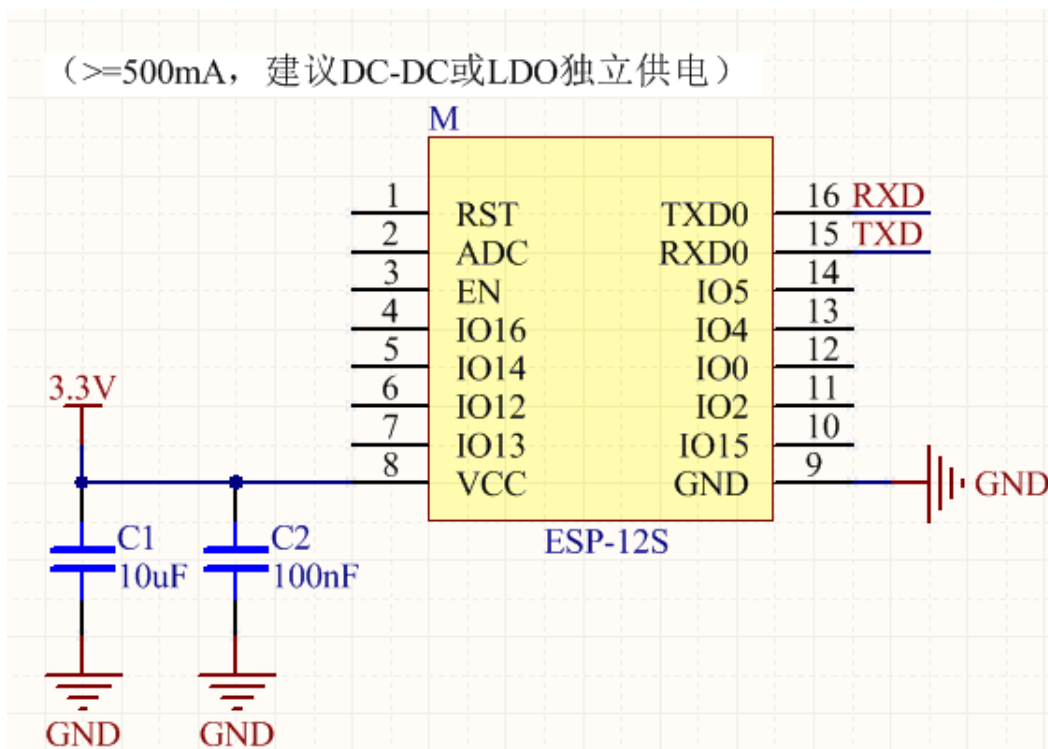 （>=500mA，建议DC-DC或LDO独立供电）
M
1 RST TXD0 16 RXD
2 ADC RXD0 15 TXD
3 EN IO5 14
4 IO16 IO4 13
5 IO14 IO0 12
3.3V 6 IO12 IO2 11
7 IO13 IO15 10
8 VCC GND 9 GND
C1 C2 ESP-12S
10uF 100nF
GND GND